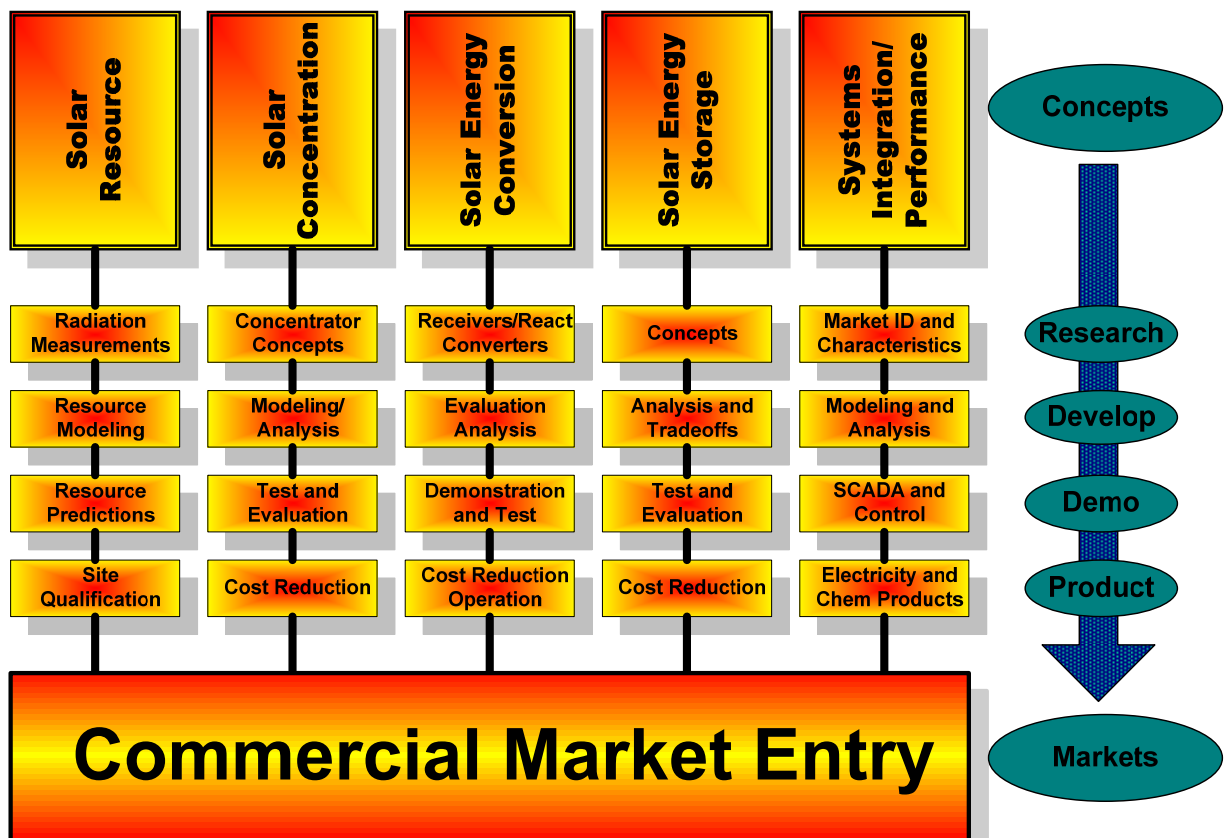 Solar
Resource
Solar
Concentration
Solar Energy
Conversion
Solar Energy
Storage
Systems
Integration/
Performance
Concepts
Radiation
Measurements
Concentrator
Concepts
Receivers/React
Converters
Concepts
Market ID and
Characteristics
Research
Resource
Modeling
Modeling/
Analysis
Evaluation
Analysis
Analysis and
Tradeoffs
Modeling and
Analysis
Develop
Resource
Predictions
Test and
Evaluation
Demonstration
and Test
Test and
Evaluation
SCADA and
Control
Demo
Site
Qualification
Cost Reduction
Cost Reduction
Operation
Cost Reduction
Electricity and
Chem Products
Product
Commercial Market Entry
Markets